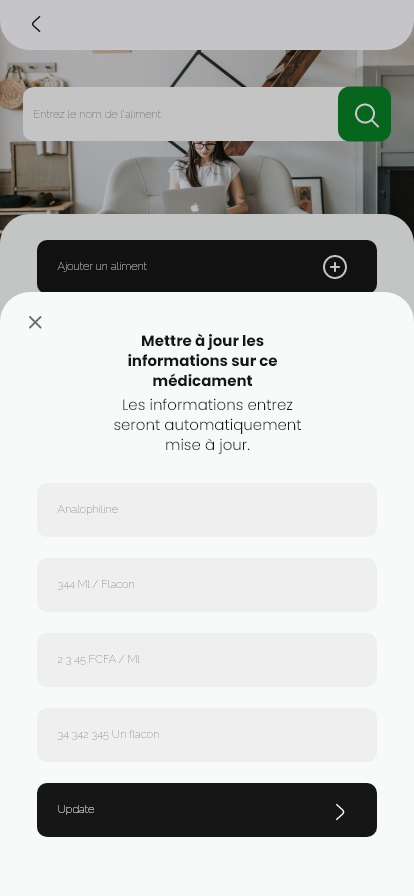 Entrez le nom de l'aliment
Ajouter un aliment
Mettre à jour les
informations sur ce
médicament
Les informations entrez
seront automatiquement
mise à jour.
Analophiline
344 Ml / Flacon
2 3 45 FCFA / Ml
34 342 345 Un flacon
Update